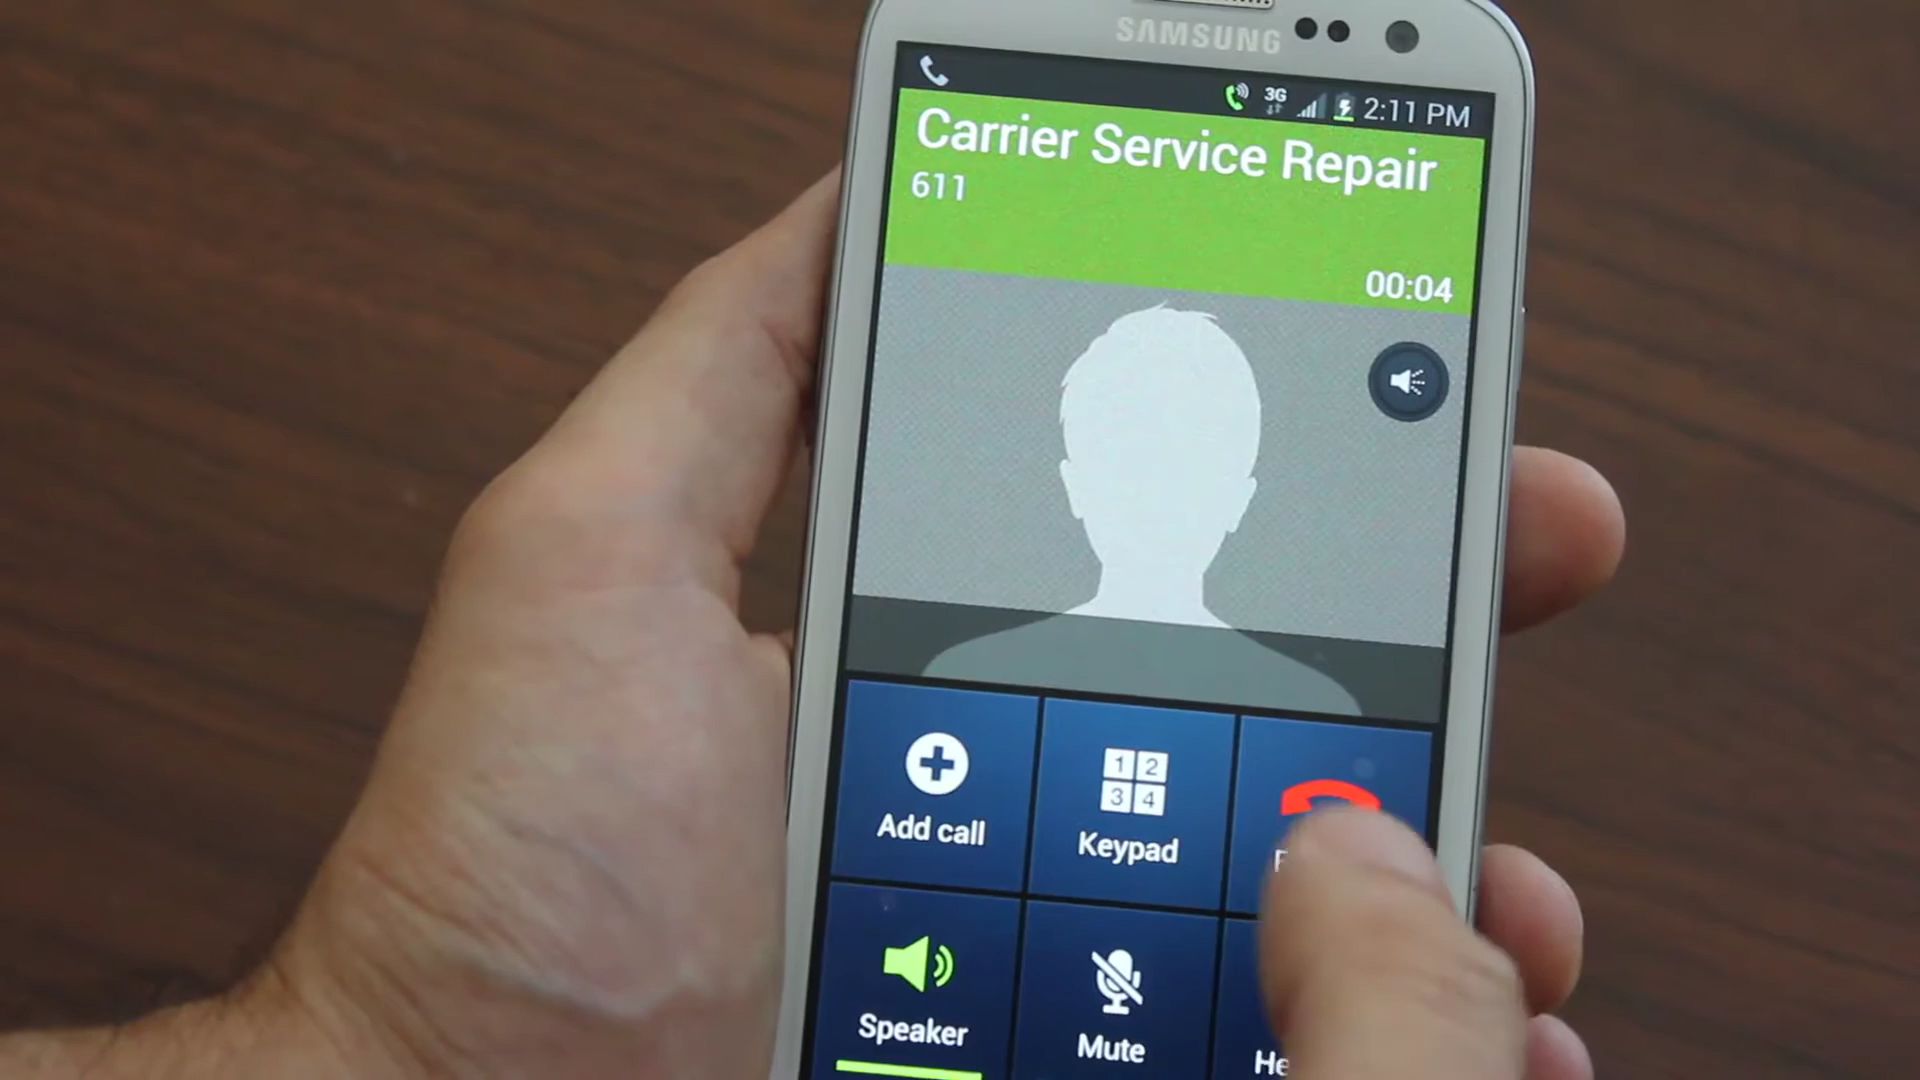 SAMSUNG
3G 2:11 PM
Carrier Service Repair
611
00:04
1 2
3 4
Add call
Keypad
Speaker
Mute